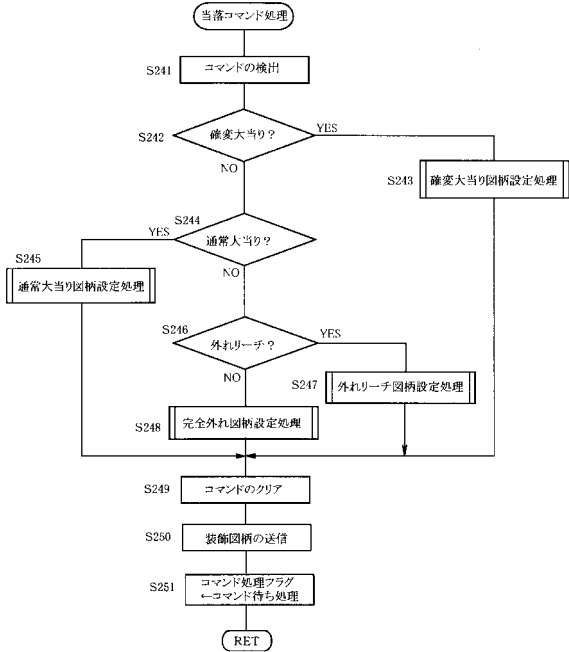 当落コマンド処理
S241
コマンドの検出
S242
確変大当り？
YES
NO
S243
確変大当り図柄設定処理
S244
通常大当り？
YES
NO
S245
通常大当り図柄設定処理
S246
外れリーチ？
YES
NO
S247
外れリーチ図柄設定処理
S248
完全外れ図柄設定処理
S249
コマンドのクリア
S250
装飾図柄の送信
S251
コマンド処理フラグ
←コマンド待ち処理
RET